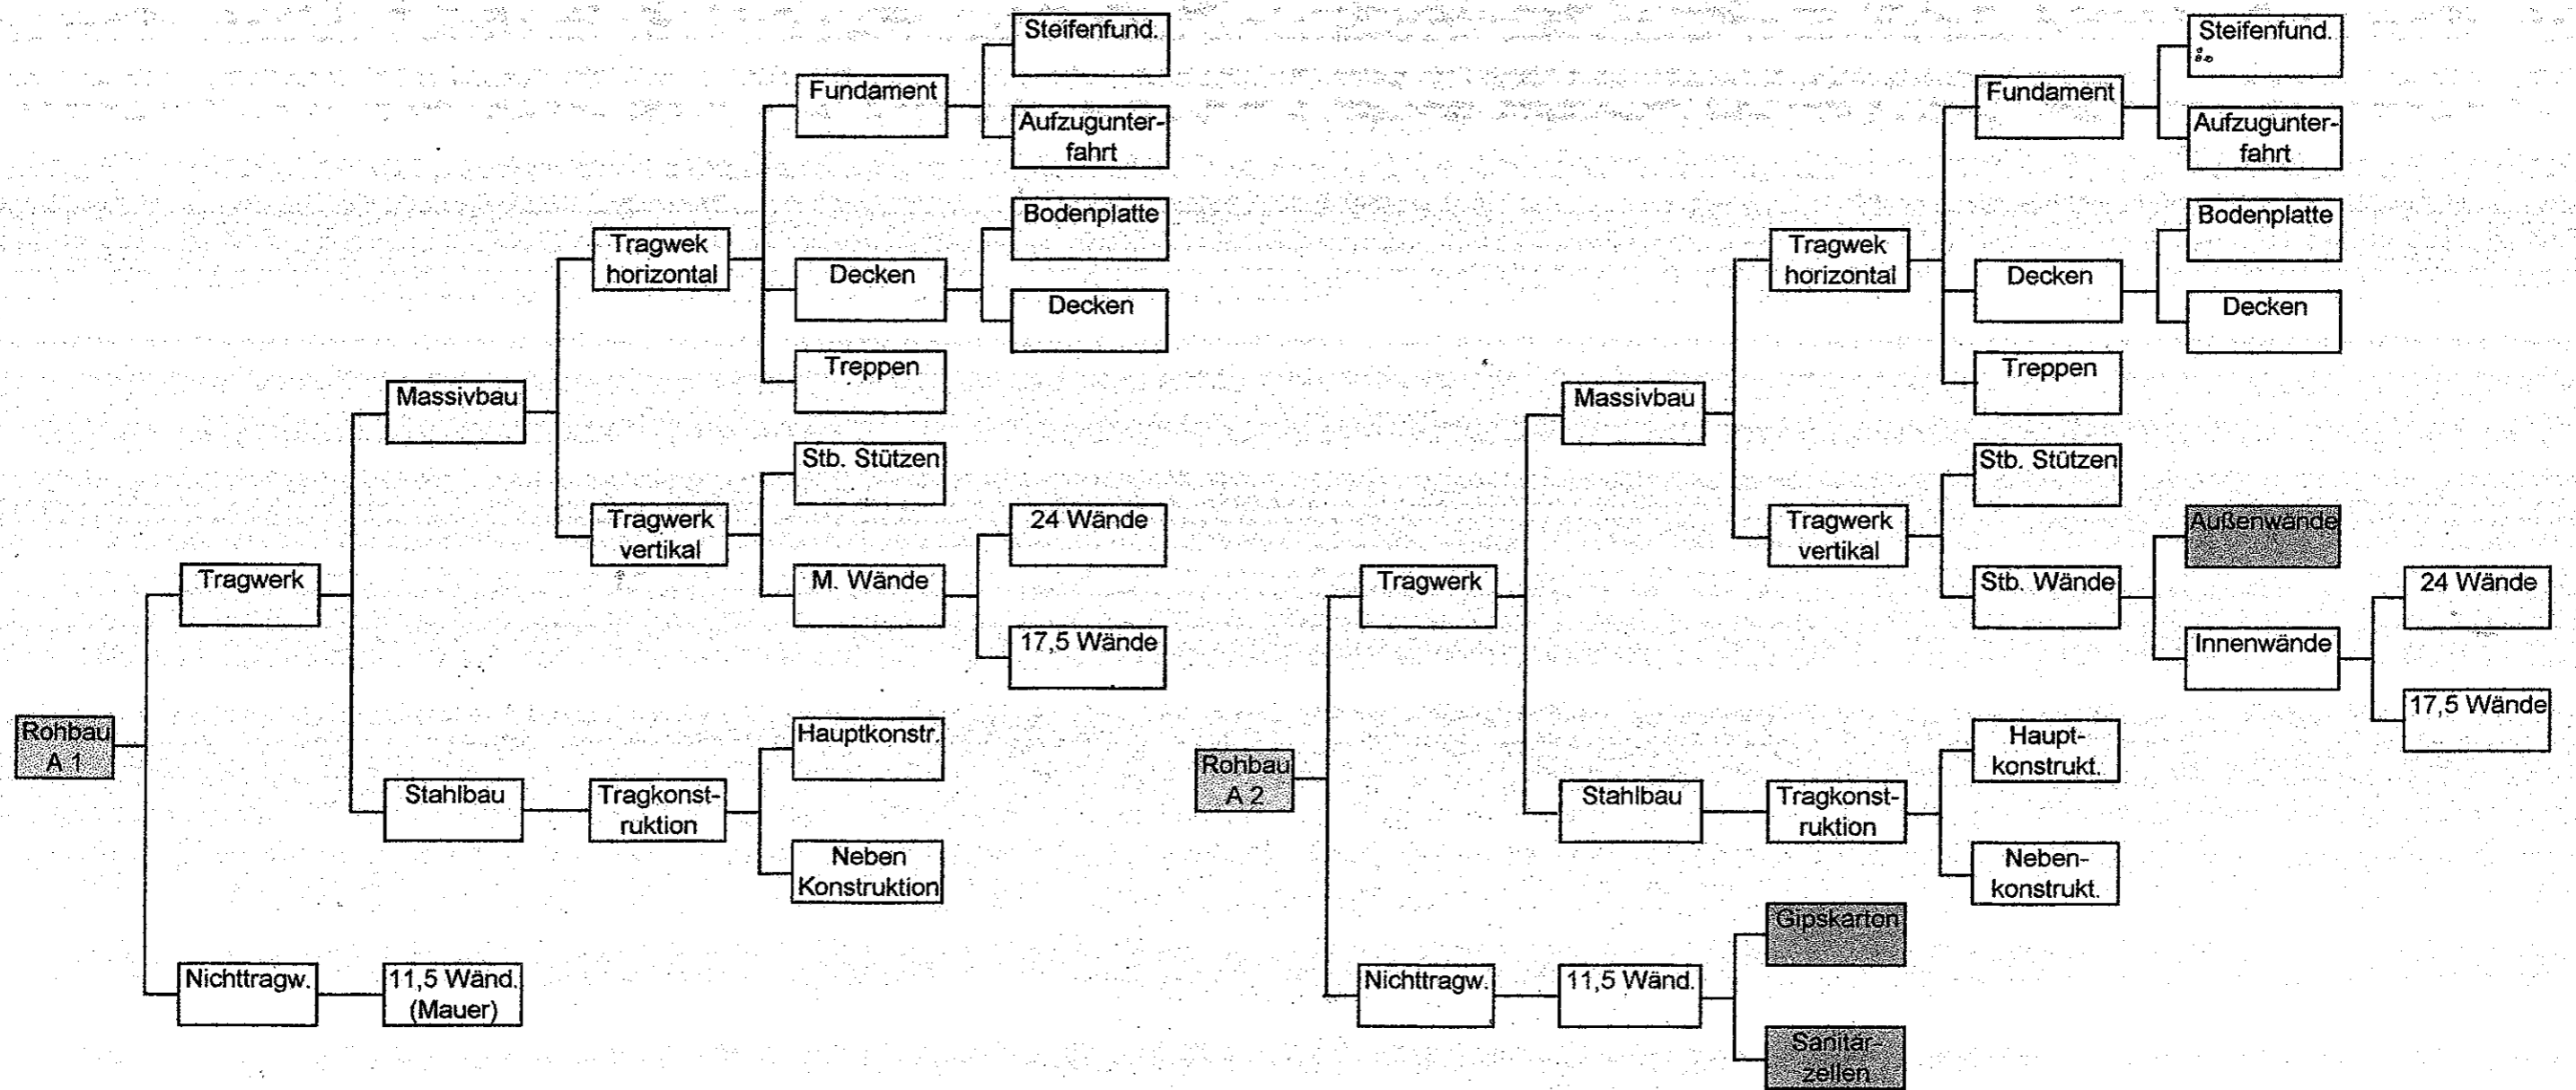 Steifenfund.
Fundament
Aufzugunter-
fahrt
Bodenplatte
Tragwek
horizontal
Decken
Decken
Treppen
Massivbau
Stb. Stützen
Tragwerk
vertikal
24 Wände
M. Wände
17,5 Wände
Tragwerk
Rohbau
A 1
Hauptkonstr.
Stahlbau
Tragkonst-
ruktion
Neben
Konstruktion
Nichttragw.
11,5 Wänd.
(Mauer)
Steifenfund.
Fundament
Aufzugunter-
fahrt
Bodenplatte
Tragwek
horizontal
Decken
Decken
Treppen
Massivbau
Stb. Stützen
Tragwerk
vertikal
Außenwände
Stb. Wände
24 Wände
Innenwände
17,5 Wände
Tragwerk
Rohbau
A 2
Haupt-
konstrukt.
Stahlbau
Tragkonst-
ruktion
Neben-
konstrukt.
Gipskarton
Nichttragw.
11,5 Wänd.
Sanitär-
zellen